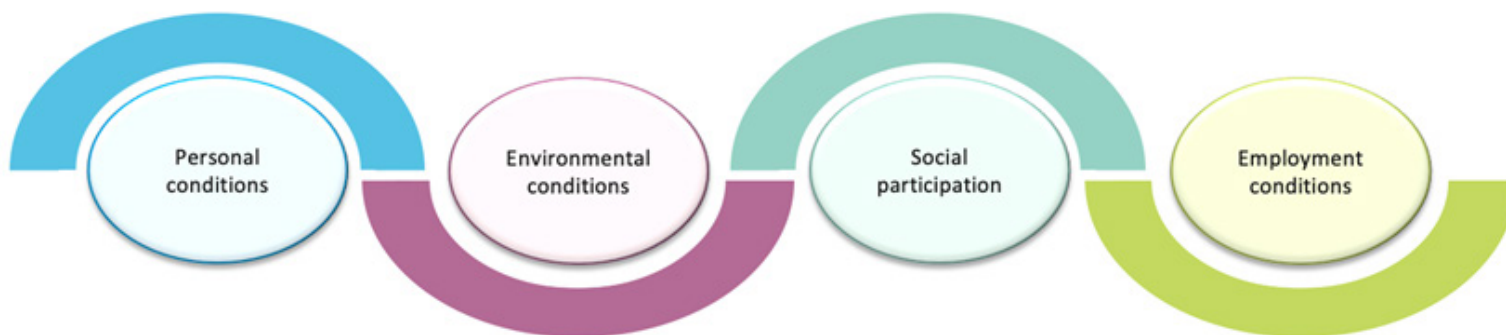 Personal
conditions
Environmental
conditions
Social
participation
Employment
conditions